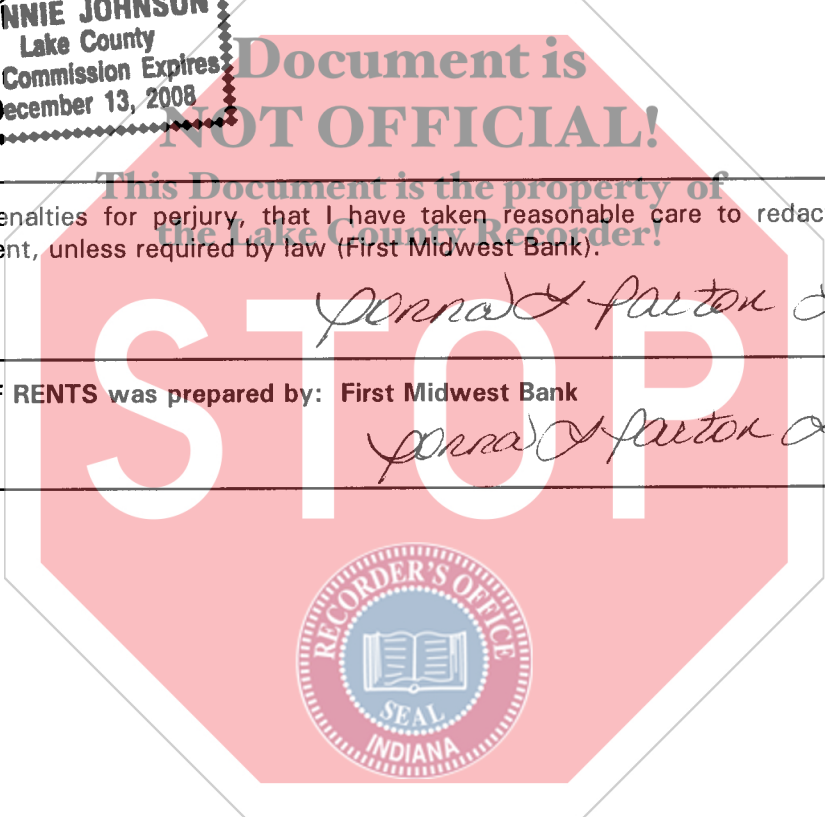 NNIE JOHNSON
Lake County
Commission Expires
ecember 13, 2008
Document is
NOT OFFICIAL!
This Document is the property of
the Lake County Recorder!
enalties for perjury, that I have taken reasonable care to redac
ent, unless required by law (First Midwest Bank).
RENTS was prepared by: First Midwest Bank
STOP
RECORDER'S OFFICE
SEAL
INDIANA